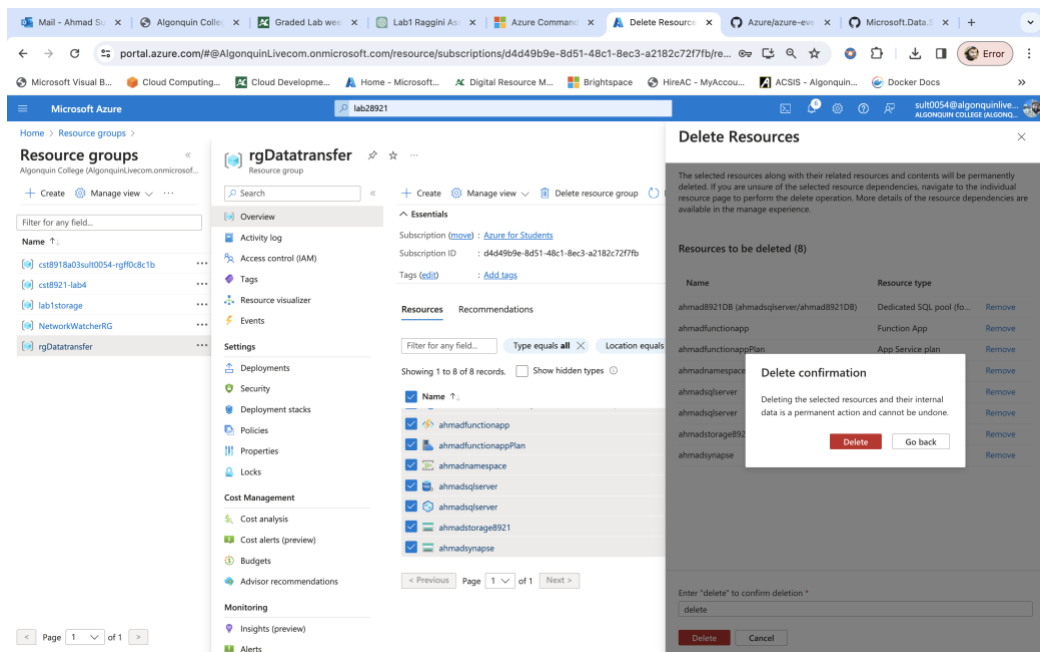 Mail - Ahmad Su
Algonquin Colleg
Graded Lab wee
Lab1 Raggini As
Azure Command
Delete Resource
Azure/azure-eve
Microsoft.Data.S
portal.azure.com/#@AlgonquinLivecom.onmicrosoft.com/resource/subscriptions/d4d49b9e-8d51-48c1-8ec3-a2182c72f7fb/re...
Error
Microsoft Visual B...
Cloud Computing...
Cloud Developme...
Home - Microsoft...
Digital Resource M...
Brightspace
HireAC - MyAccou...
ACSIS - Algonquin...
Docker Docs
Microsoft Azure
lab28921
6
sult0054@algonquinlive...
ALGONQUIN COLLEGE (ALGONQ...
Home > Resource groups >
Resource groups
Algonquin College (AlgonquinLivecom.onmicrosof...
Create
Manage view
Filter for any field...
Name
cst8918a03sult0054-rgff0c8c1b
cst8921-lab4
lab1storage
NetworkWatcherRG
rgDatatransfer
Page 1 of 1
rgDatatransfer
Resource group
Search
Overview
Activity log
Access control (IAM)
Tags
Resource visualizer
Events
Settings
Deployments
Security
Deployment stacks
Policies
Properties
Locks
Cost Management
Cost analysis
Cost alerts (preview)
Budgets
Advisor recommendations
Monitoring
Insights (preview)
Alerts
Create
Manage view
Delete resource group
Essentials
Subscription (move) : Azure for Students
Subscription ID : d4d49b9e-8d51-48c1-8ec3-a2182c72f7fb
Tags (edit) : Add tags
Resources
Recommendations
Filter for any field...
Type equals all
Location equals
Showing 1 to 8 of 8 records.
Show hidden types
Name
ahmadfunctionapp
ahmadfunctionappPlan
ahmadnamespace
ahmadsqlserver
ahmadsqlserver
ahmadstorage8921
ahmadsynapse
< Previous
Page 1 of 1
Next >
Delete Resources
The selected resources along with their related resources and contents will be permanently
deleted. If you are unsure of the selected resource dependencies, navigate to the individual
resource page to perform the delete operation. More details of the resource dependencies are
available in the manage experience.
Resources to be deleted (8)
Name
Resource type
ahmad8921DB (ahmadsqlserver/ahmad8921DB)
Dedicated SQL pool (fo...
Remove
ahmadfunctionapp
Function App
Remove
ahmadfunctionappPlan
App Service plan
Remove
ahmadnamespace
Remove
ahmadsqlserver
Remove
ahmadsqlserver
Remove
ahmadstorage892
Remove
ahmadsynapse
Remove
Delete confirmation
Deleting the selected resources and their internal
data is a permanent action and cannot be undone.
Delete
Go back
Enter "delete" to confirm deletion *
delete
Delete
Cancel